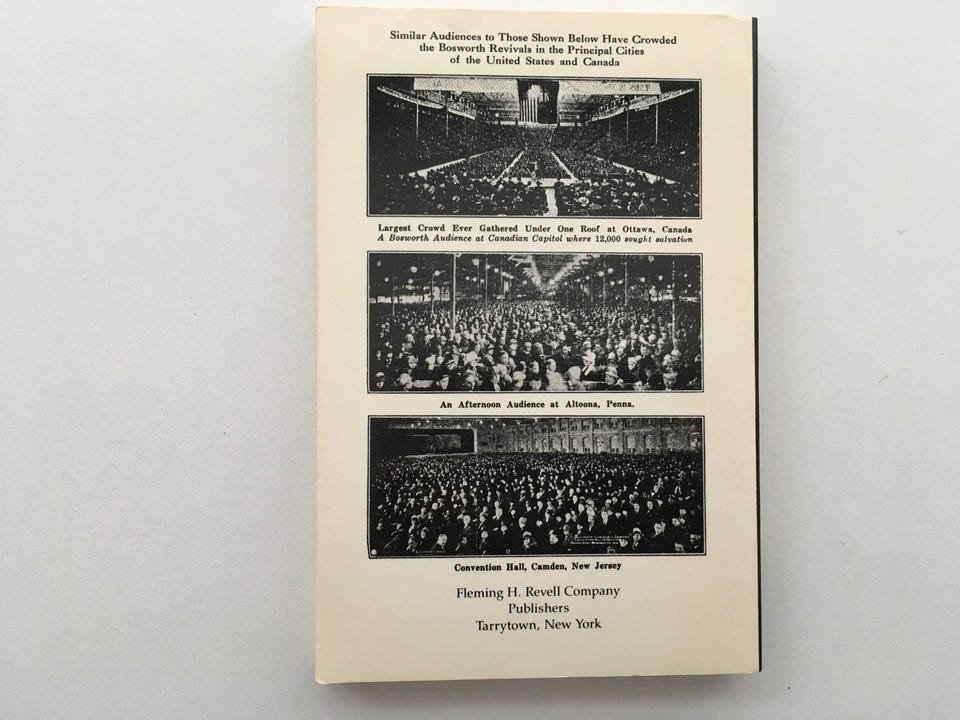 Similar Audiences to Those Shown Below Have Crowded
the Bosworth Revivals in the Principal Cities
of the United States and Canada
Largest Crowd Ever Gathered Under One Roof at Ottawa, Canada
A Bosworth Audience at Canadian Capitol where 12,000 sought salvation
An Afternoon Audience at Altoona, Penna.
Convention Hall, Camden, New Jersey
Fleming H. Revell Company
Publishers
Tarrytown, New York